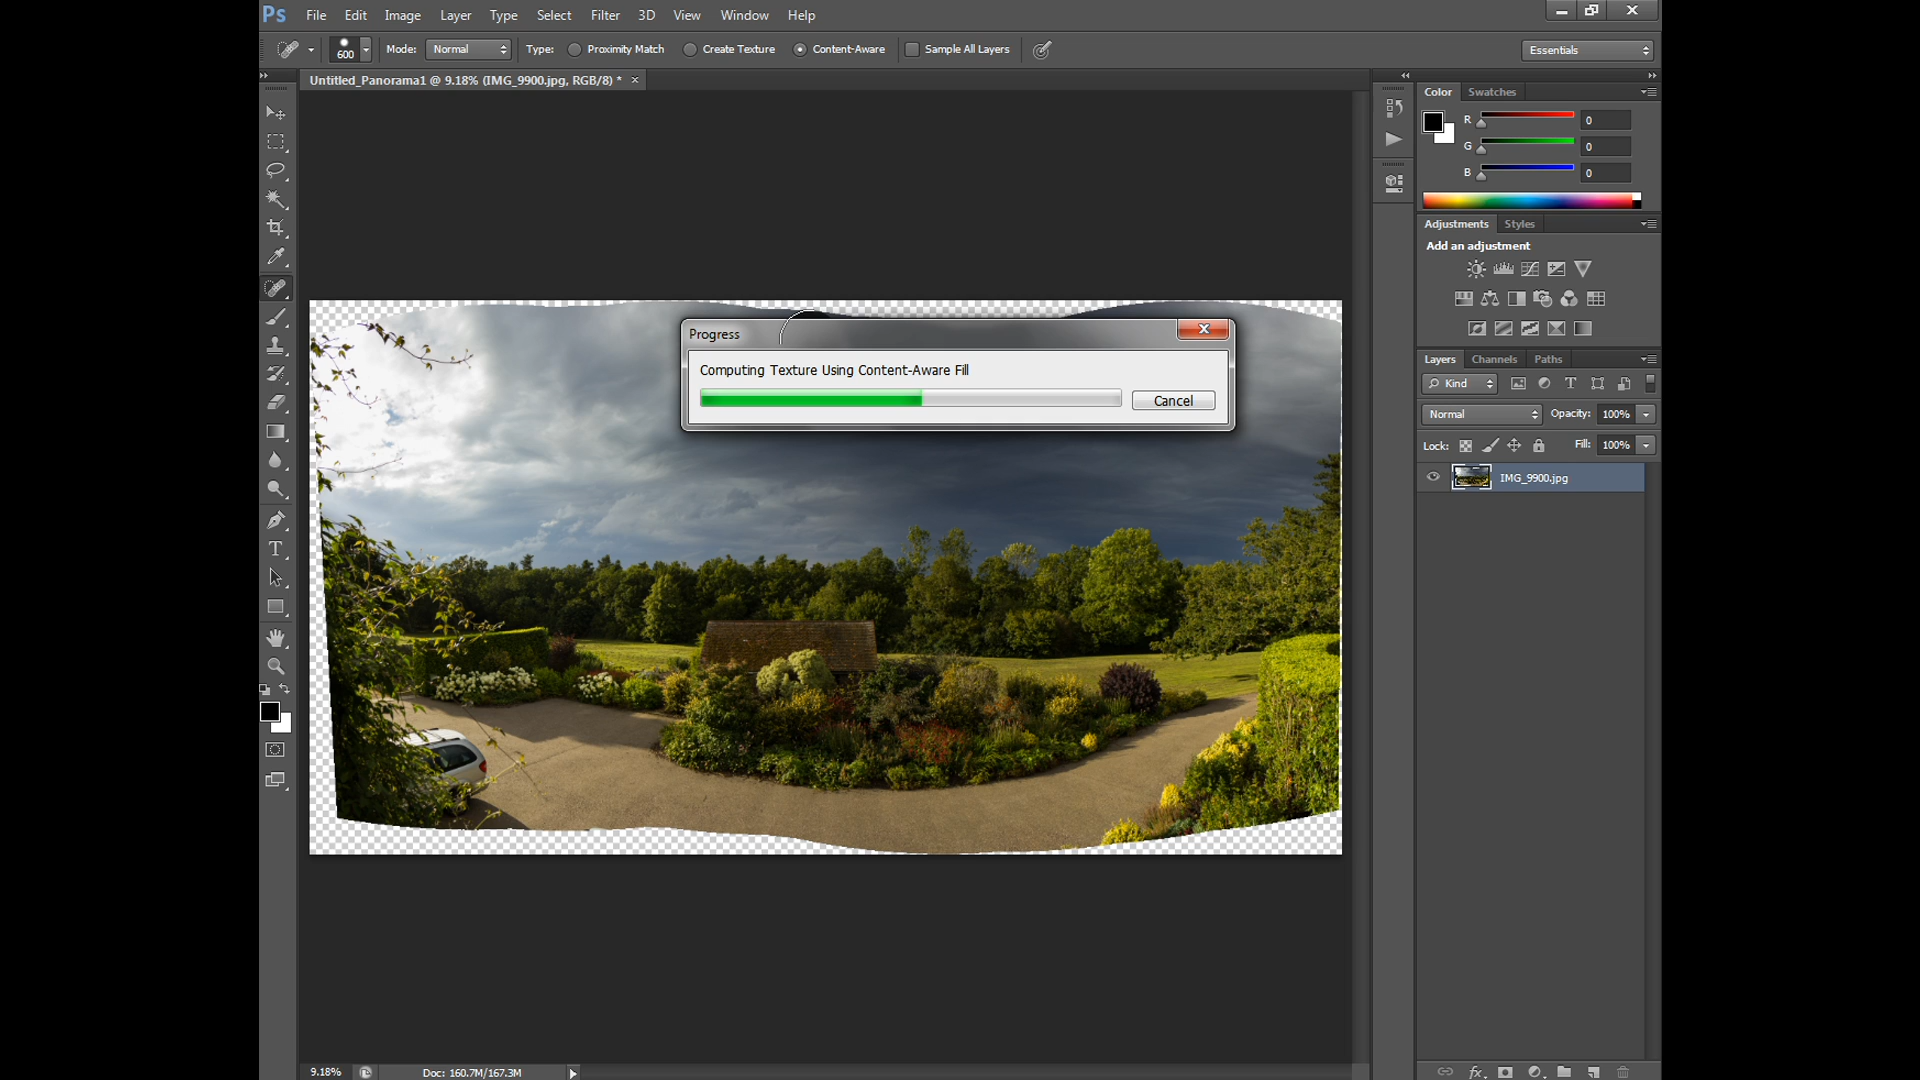 Ps File Edit Image Layer Type Select Filter 3D View Window Help
600 Mode: Normal Type: Proximity Match Create Texture Content-Aware Sample All Layers Essentials
Untitled_Panorama1 @ 9.18% (IMG_9900.jpg, RGB/8) * ×
Color Swatches
R 0
G 0
B 0
Adjustments Styles
Add an adjustment
Progress
Computing Texture Using Content-Aware Fill
Cancel
Layers Channels Paths
Kind
Normal Opacity: 100%
Lock: Fill: 100%
IMG_9900.jpg
9.18% Doc: 160.7M/167.3M
fx